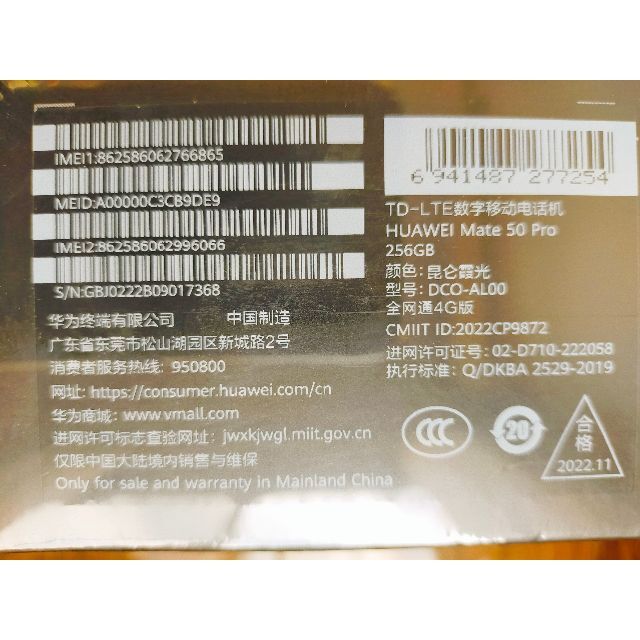 IMEI1:862586062766865
MEID:A00000C3CB9DE9
IMEI2:862586062996066
S/N:GBJ0222B09017368
华为终端有限公司 中国制造
广东省东莞市松山湖园区新城路2号
消费者服务热线: 950800
网址: https://consumer.huawei.com/cn
华为商城: www.vmall.com
进网许可标志查验网址: jwxkjwgl.miit.gov.cn
仅限中国大陆境内销售与维保
Only for sale and warranty in Mainland China
6 941487 277254
TD-LTE数字移动电话机
HUAWEI Mate 50 Pro
256GB
颜色: 昆仑霞光
型号: DCO-AL00
全网通4G版
CMIIT ID:2022CP9872
进网许可证号: 02-D710-222058
执行标准: Q/DKBA 2529-2019
CCC
20
合格
2022.11